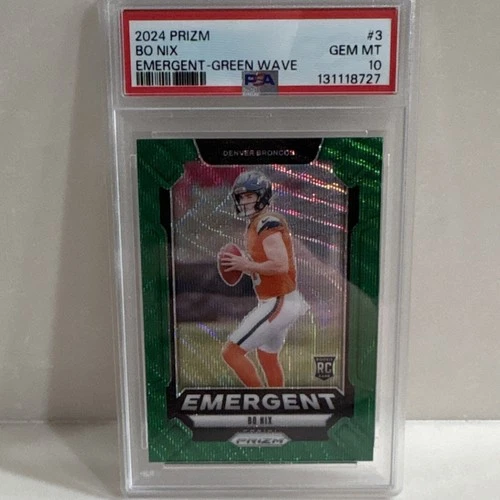 2024 PRIZM #3
BO NIX GEM MT
EMERGENT-GREEN WAVE 10
PSA 131118727
DENVER BRONCOS
RC
EMERGENT
BO NIX
PRIZM